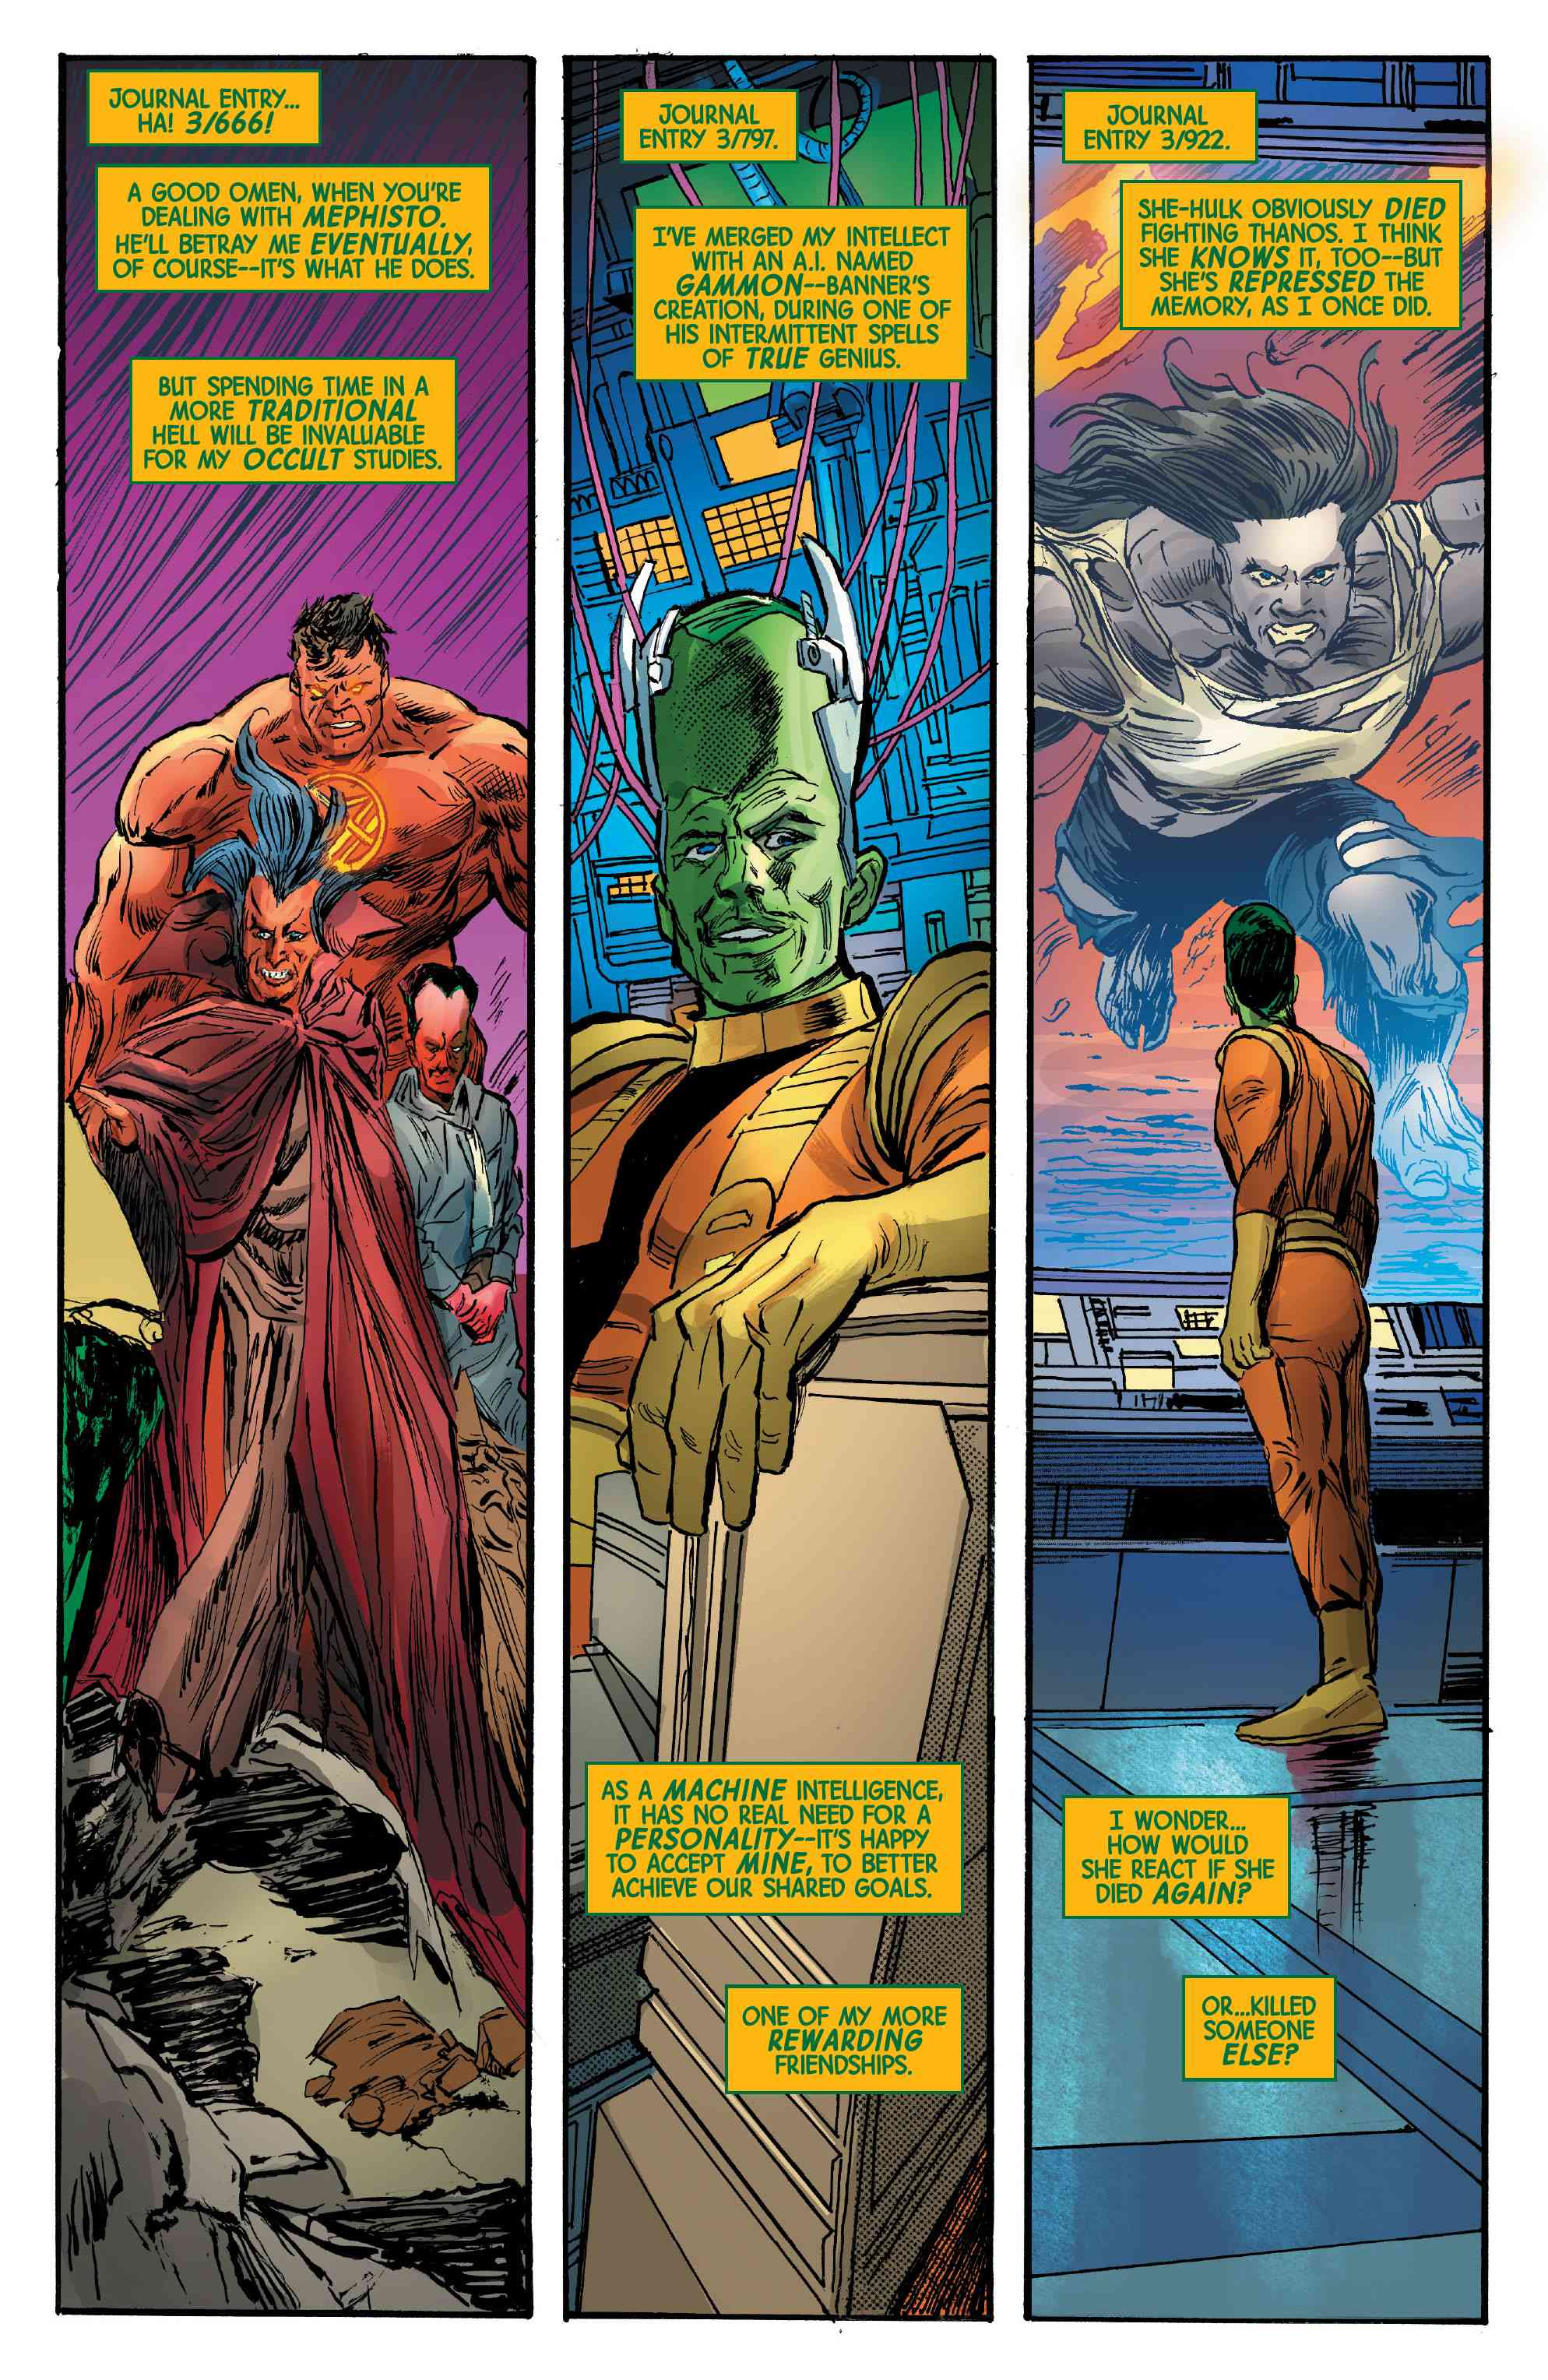 JOURNAL ENTRY...
HA! 3/666!
A GOOD OMEN, WHEN YOU'RE
DEALING WITH MEPHISTO.
HE'LL BETRAY ME EVENTUALLY,
OF COURSE--IT'S WHAT HE DOES.
BUT SPENDING TIME IN A
MORE TRADITIONAL
HELL WILL BE INVALUABLE
FOR MY OCCULT STUDIES.
JOURNAL
ENTRY 3/797.
I'VE MERGED MY INTELLECT
WITH AN A.I. NAMED
GAMMON--BANNER'S
CREATION, DURING ONE OF
HIS INTERMITTENT SPELLS
OF TRUE GENIUS.
AS A MACHINE INTELLIGENCE,
IT HAS NO REAL NEED FOR A
PERSONALITY--IT'S HAPPY
TO ACCEPT MINE, TO BETTER
ACHIEVE OUR SHARED GOALS.
ONE OF MY MORE
REWARDING
FRIENDSHIPS.
JOURNAL
ENTRY 3/922.
SHE-HULK OBVIOUSLY DIED
FIGHTING THANOS. I THINK
SHE KNOWS IT, TOO--BUT
SHE'S REPRESSED THE
MEMORY, AS I ONCE DID.
I WONDER...
HOW WOULD
SHE REACT IF SHE
DIED AGAIN?
OR...KILLED
SOMEONE
ELSE?